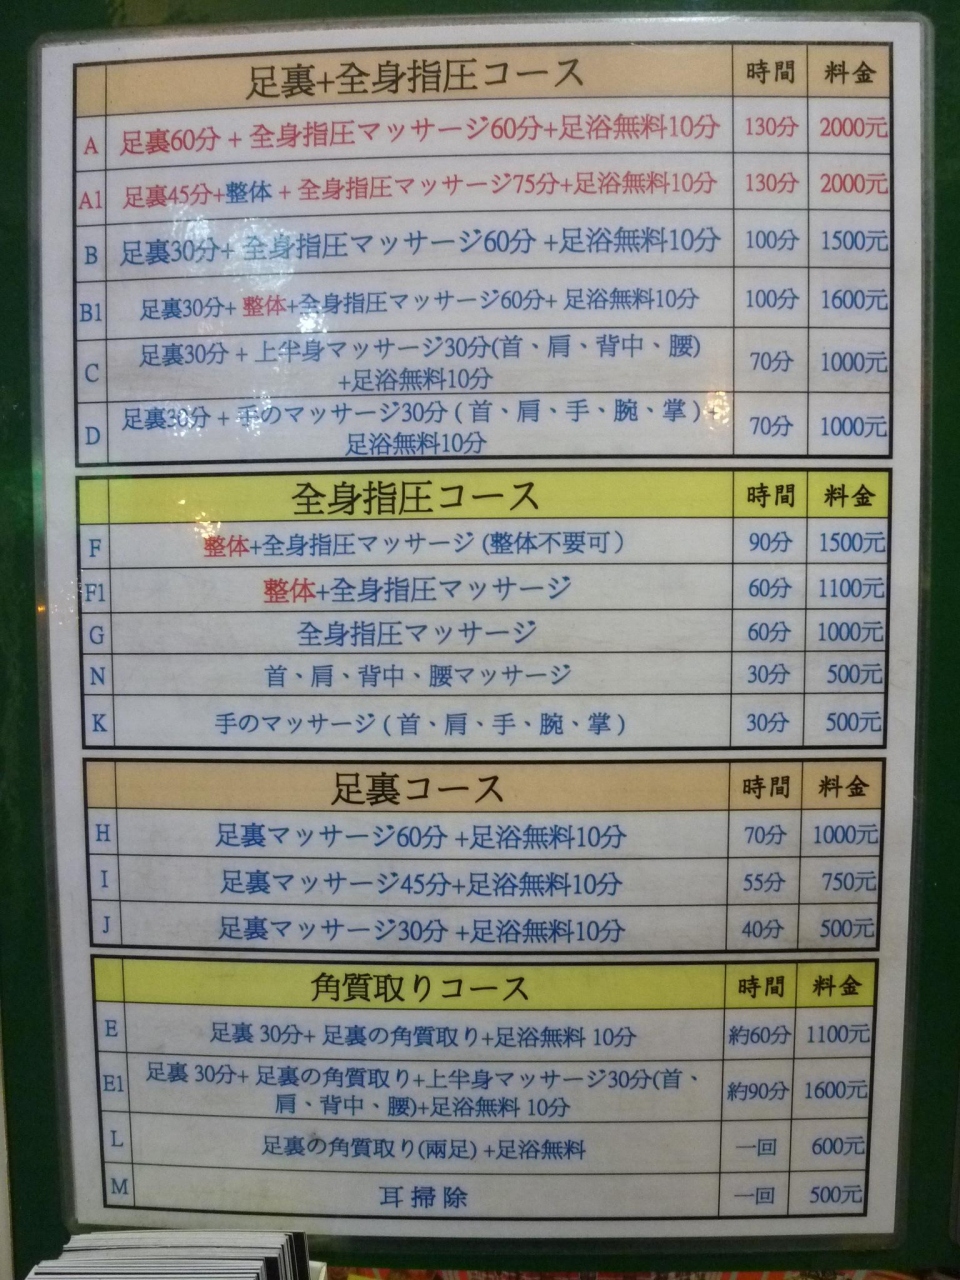 足裏+全身指圧コース 時間 料金
A 足裏60分 + 全身指圧マッサージ60分+足浴無料10分 130分 2000元
A1 足裏45分+整体 + 全身指圧マッサージ75分+足浴無料10分 130分 2000元
B 足裏30分+ 全身指圧マッサージ60分 +足浴無料10分 100分 1500元
B1 足裏30分+ 整体+全身指圧マッサージ60分+ 足浴無料10分 100分 1600元
C 足裏30分 + 上半身マッサージ30分(首、肩、背中、腰) 70分 1000元
+足浴無料10分
D 足裏30分 + 手のマッサージ30分 ( 首、肩、手、腕、掌 ) + 70分 1000元
足浴無料10分
全身指圧コース 時間 料金
F 整体+全身指圧マッサージ (整体不要可） 90分 1500元
F1 整体+全身指圧マッサージ 60分 1100元
G 全身指圧マッサージ 60分 1000元
N 首、肩、背中、腰マッサージ 30分 500元
K 手のマッサージ ( 首、肩、手、腕、掌 ) 30分 500元
足裏コース 時間 料金
H 足裏マッサージ60分 +足浴無料10分 70分 1000元
I 足裏マッサージ45分+足浴無料10分 55分 750元
J 足裏マッサージ30分 +足浴無料10分 40分 500元
角質取りコース 時間 料金
E 足裏 30分+ 足裏の角質取り+足浴無料 10分 約60分 1100元
E1 足裏 30分+ 足裏の角質取り+上半身マッサージ30分(首、 約90分 1600元
肩、背中、腰)+足浴無料 10分
L 足裏の角質取り(兩足) +足浴無料 一回 600元
M 耳 掃 除 一回 500元